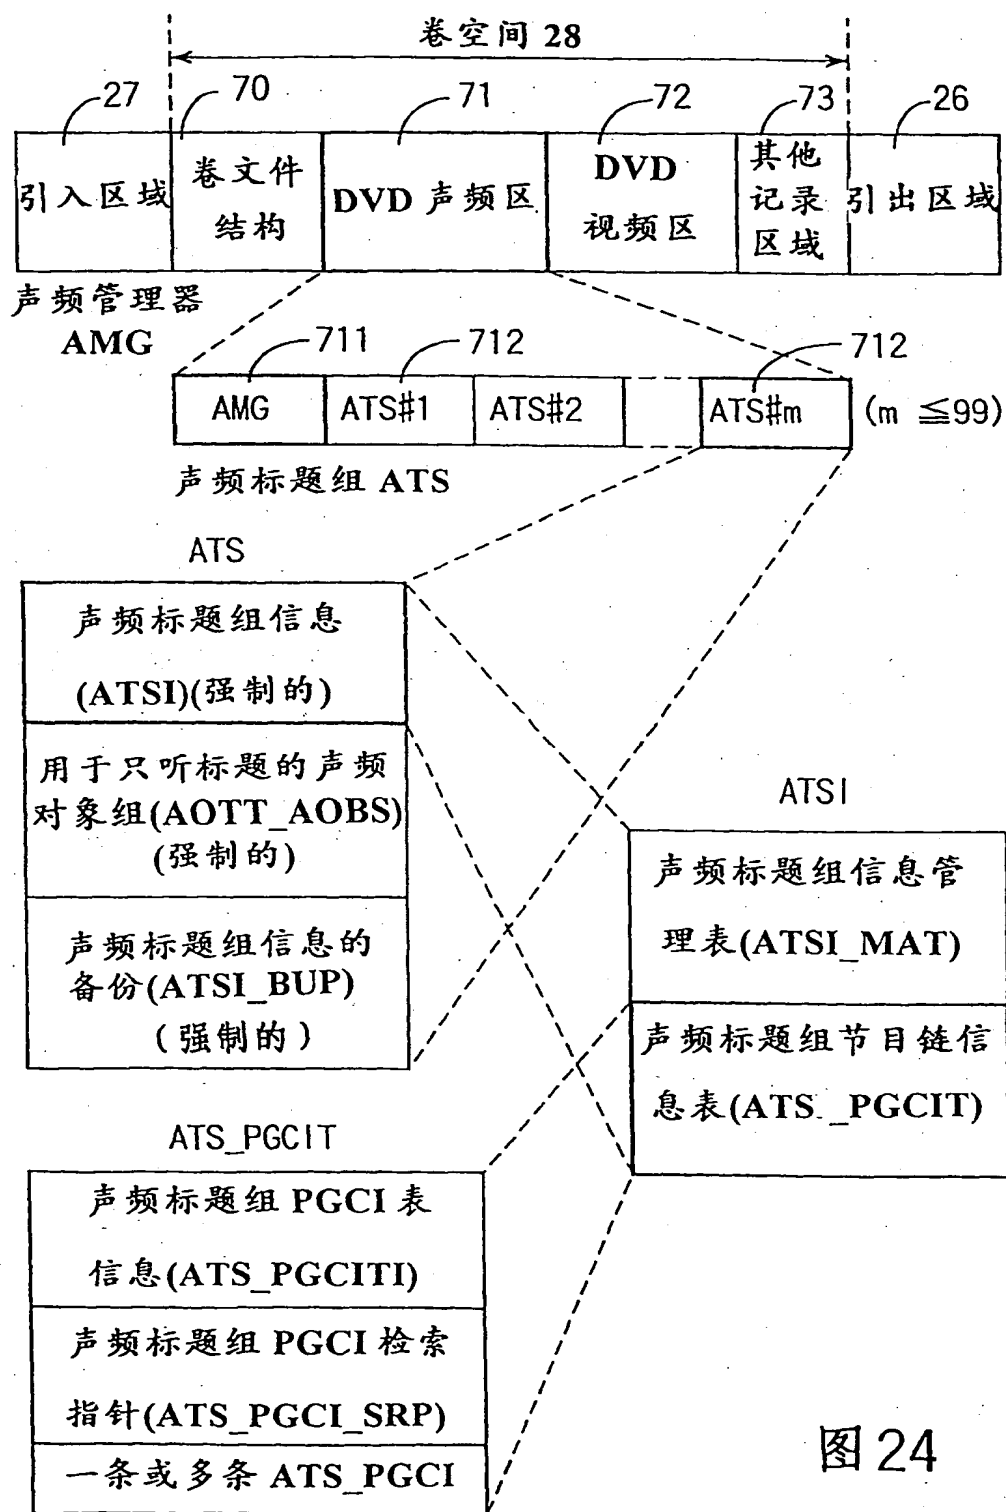 卷空间 28
27 70 71 72 73 26
引入区域
卷文件
结构
DVD 声频区
DVD
视频区
其他
记录
区域
引出区域
声频管理器
AMG
711 712 712
AMG ATS#1 ATS#2 ATS#m (m ≦99)
声频标题组 ATS
ATS
声频标题组信息
(ATSI)(强制的)
用于只听标题的声频
对象组(AOTT_AOBS)
(强制的)
声频标题组信息的
备份(ATSI_BUP)
(强制的)
ATSI
声频标题组信息管
理表(ATSI_MAT)
声频标题组节目链信
息表(ATS_PGCIT)
ATS_PGCIT
声频标题组 PGCI 表
信息(ATS_PGCITI)
声频标题组 PGCI 检索
指针(ATS_PGCI_SRP)
一条或多条 ATS_PGCI
图24